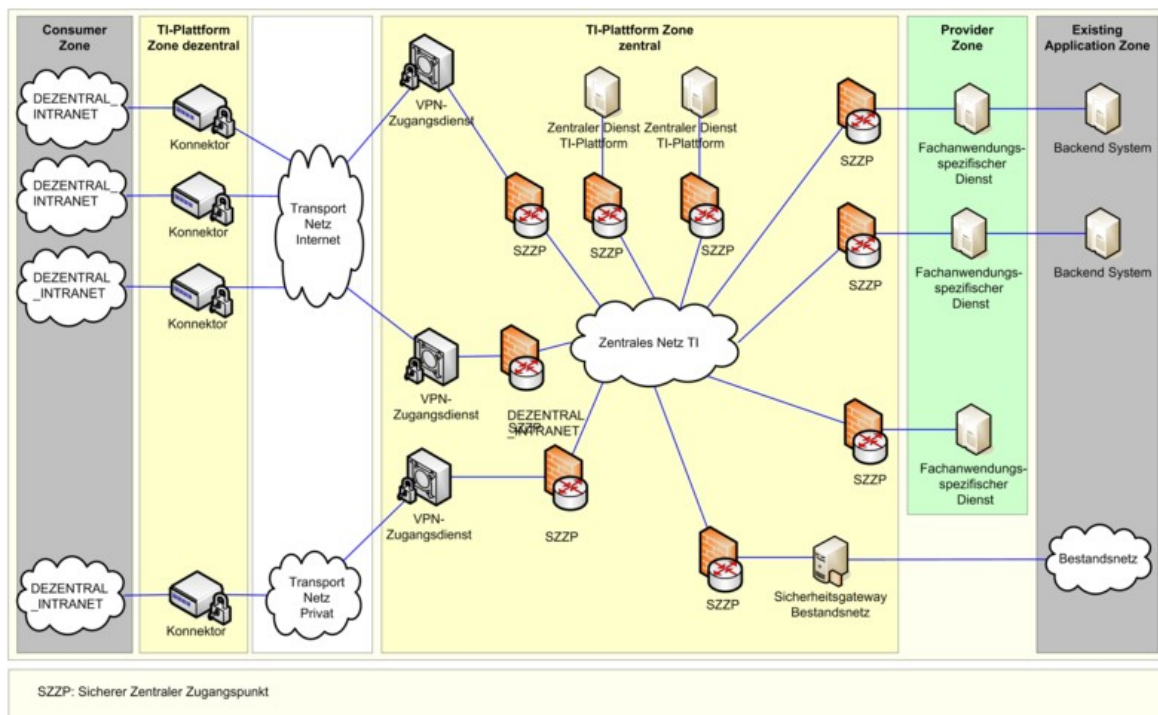 Consumer
Zone
TI-Plattform
Zone dezentral
TI-Plattform Zone
zentral
Provider
Zone
Existing
Application Zone
DEZENTRAL_
INTRANET
Konnektor
DEZENTRAL_
INTRANET
Konnektor
DEZENTRAL
_INTRANET
Konnektor
DEZENTRAL
_INTRANET
Konnektor
Transport
Netz
Internet
Transport
Netz
Privat
VPN-
Zugangsdienst
SZZP
Zentraler Dienst
TI-Plattform
SZZP
Zentraler Dienst
TI-Plattform
SZZP
VPN-
Zugangsdienst
DEZENTRAL
_INTRANET
SZZP
VPN-
Zugangsdienst
SZZP
Zentrales Netz TI
SZZP
Fachanwendungs-
spezifischer
Dienst
Backend System
SZZP
Fachanwendungs-
spezifischer
Dienst
Backend System
SZZP
Fachanwendungs-
spezifischer
Dienst
SZZP
Sicherheitsgateway
Bestandsnetz
Bestandsnetz
SZZP: Sicherer Zentraler Zugangspunkt